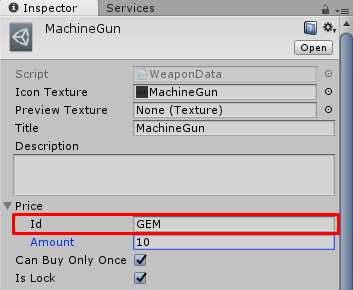 Inspector Services
MachineGun
Open
Script WeaponData
Icon Texture MachineGun
Preview Texture None (Texture)
Title MachineGun
Description
Price
Id GEM
Amount 10
Can Buy Only Once
Is Lock